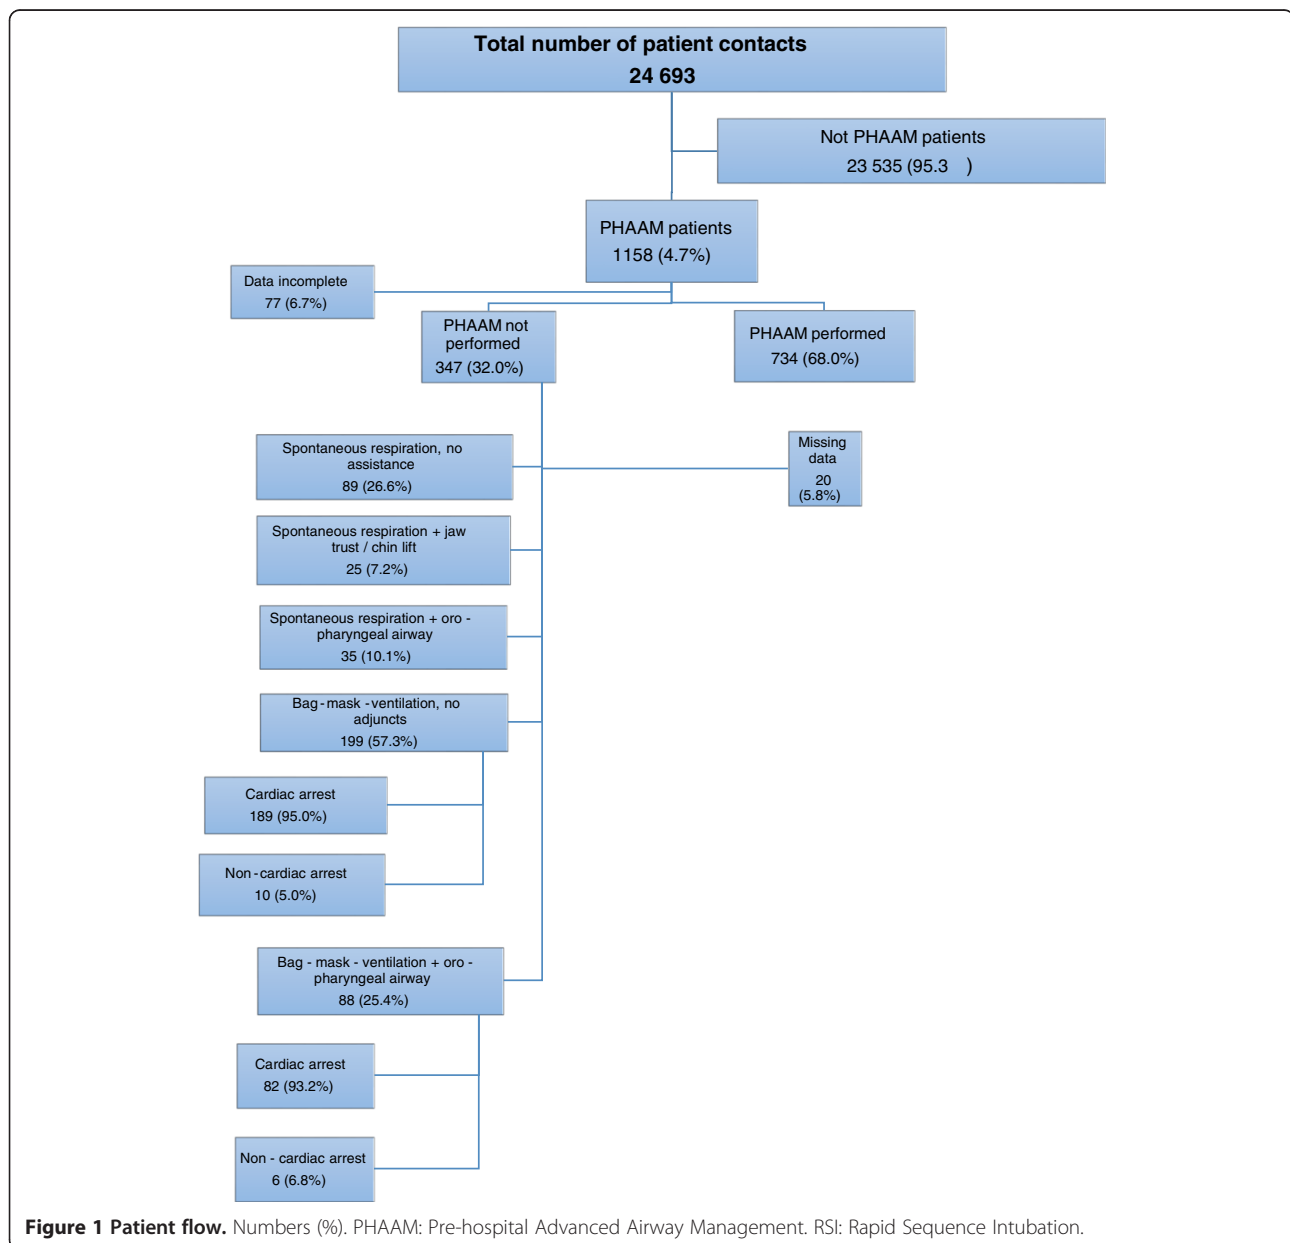 Total number of patient contacts
24 693
Not PHAAM patients
23 535 (95.3 )
PHAAM patients
1158 (4.7%)
Data incomplete
77 (6.7%)
PHAAM not
performed
347 (32.0%)
PHAAM performed
734 (68.0%)
Spontaneous respiration, no
assistance
89 (26.6%)
Missing
data
20
(5.8%)
Spontaneous respiration + jaw
trust / chin lift
25 (7.2%)
Spontaneous respiration + oro -
pharyngeal airway
35 (10.1%)
Bag - mask - ventilation, no
adjuncts
199 (57.3%)
Cardiac arrest
189 (95.0%)
Non - cardiac arrest
10 (5.0%)
Bag - mask - ventilation + oro -
pharyngeal airway
88 (25.4%)
Cardiac arrest
82 (93.2%)
Non - cardiac arrest
6 (6.8%)
Figure 1 Patient flow. Numbers (%). PHAAM: Pre-hospital Advanced Airway Management. RSI: Rapid Sequence Intubation.